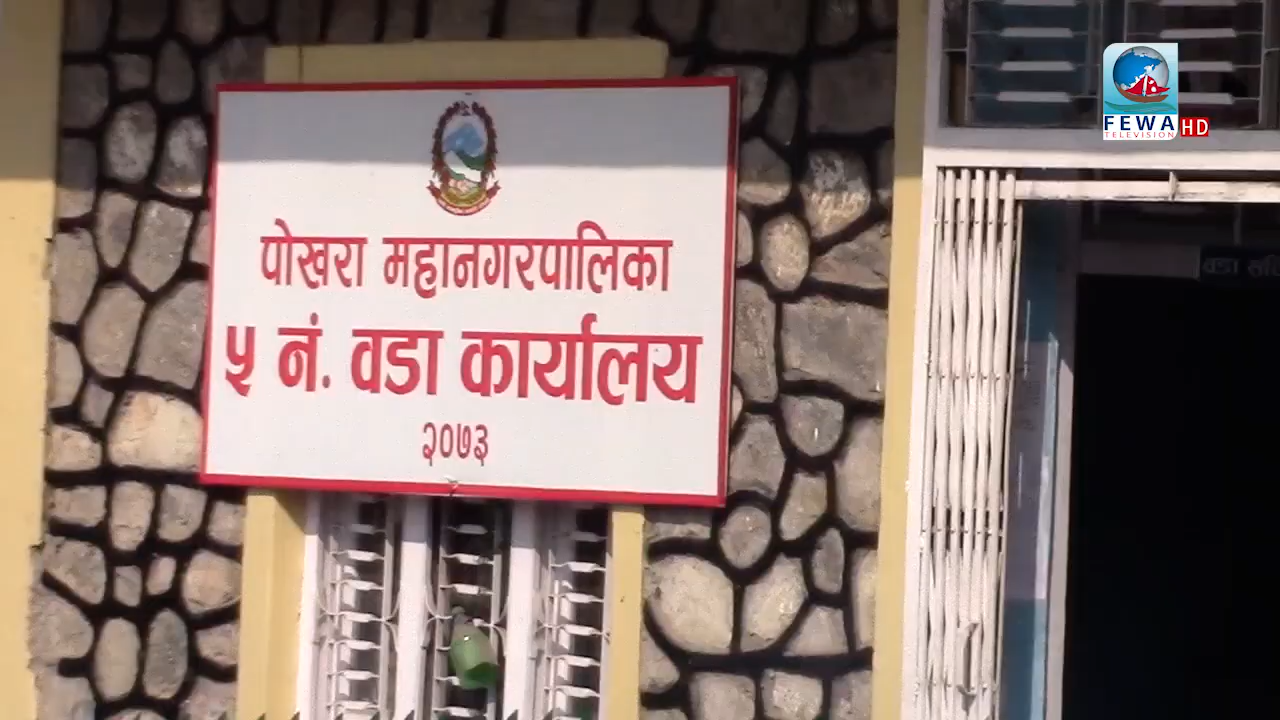 पोखरा महानगरपालिका
५ नं. वडा कार्यालय
२०७३
FEWA HD
TELEVISION